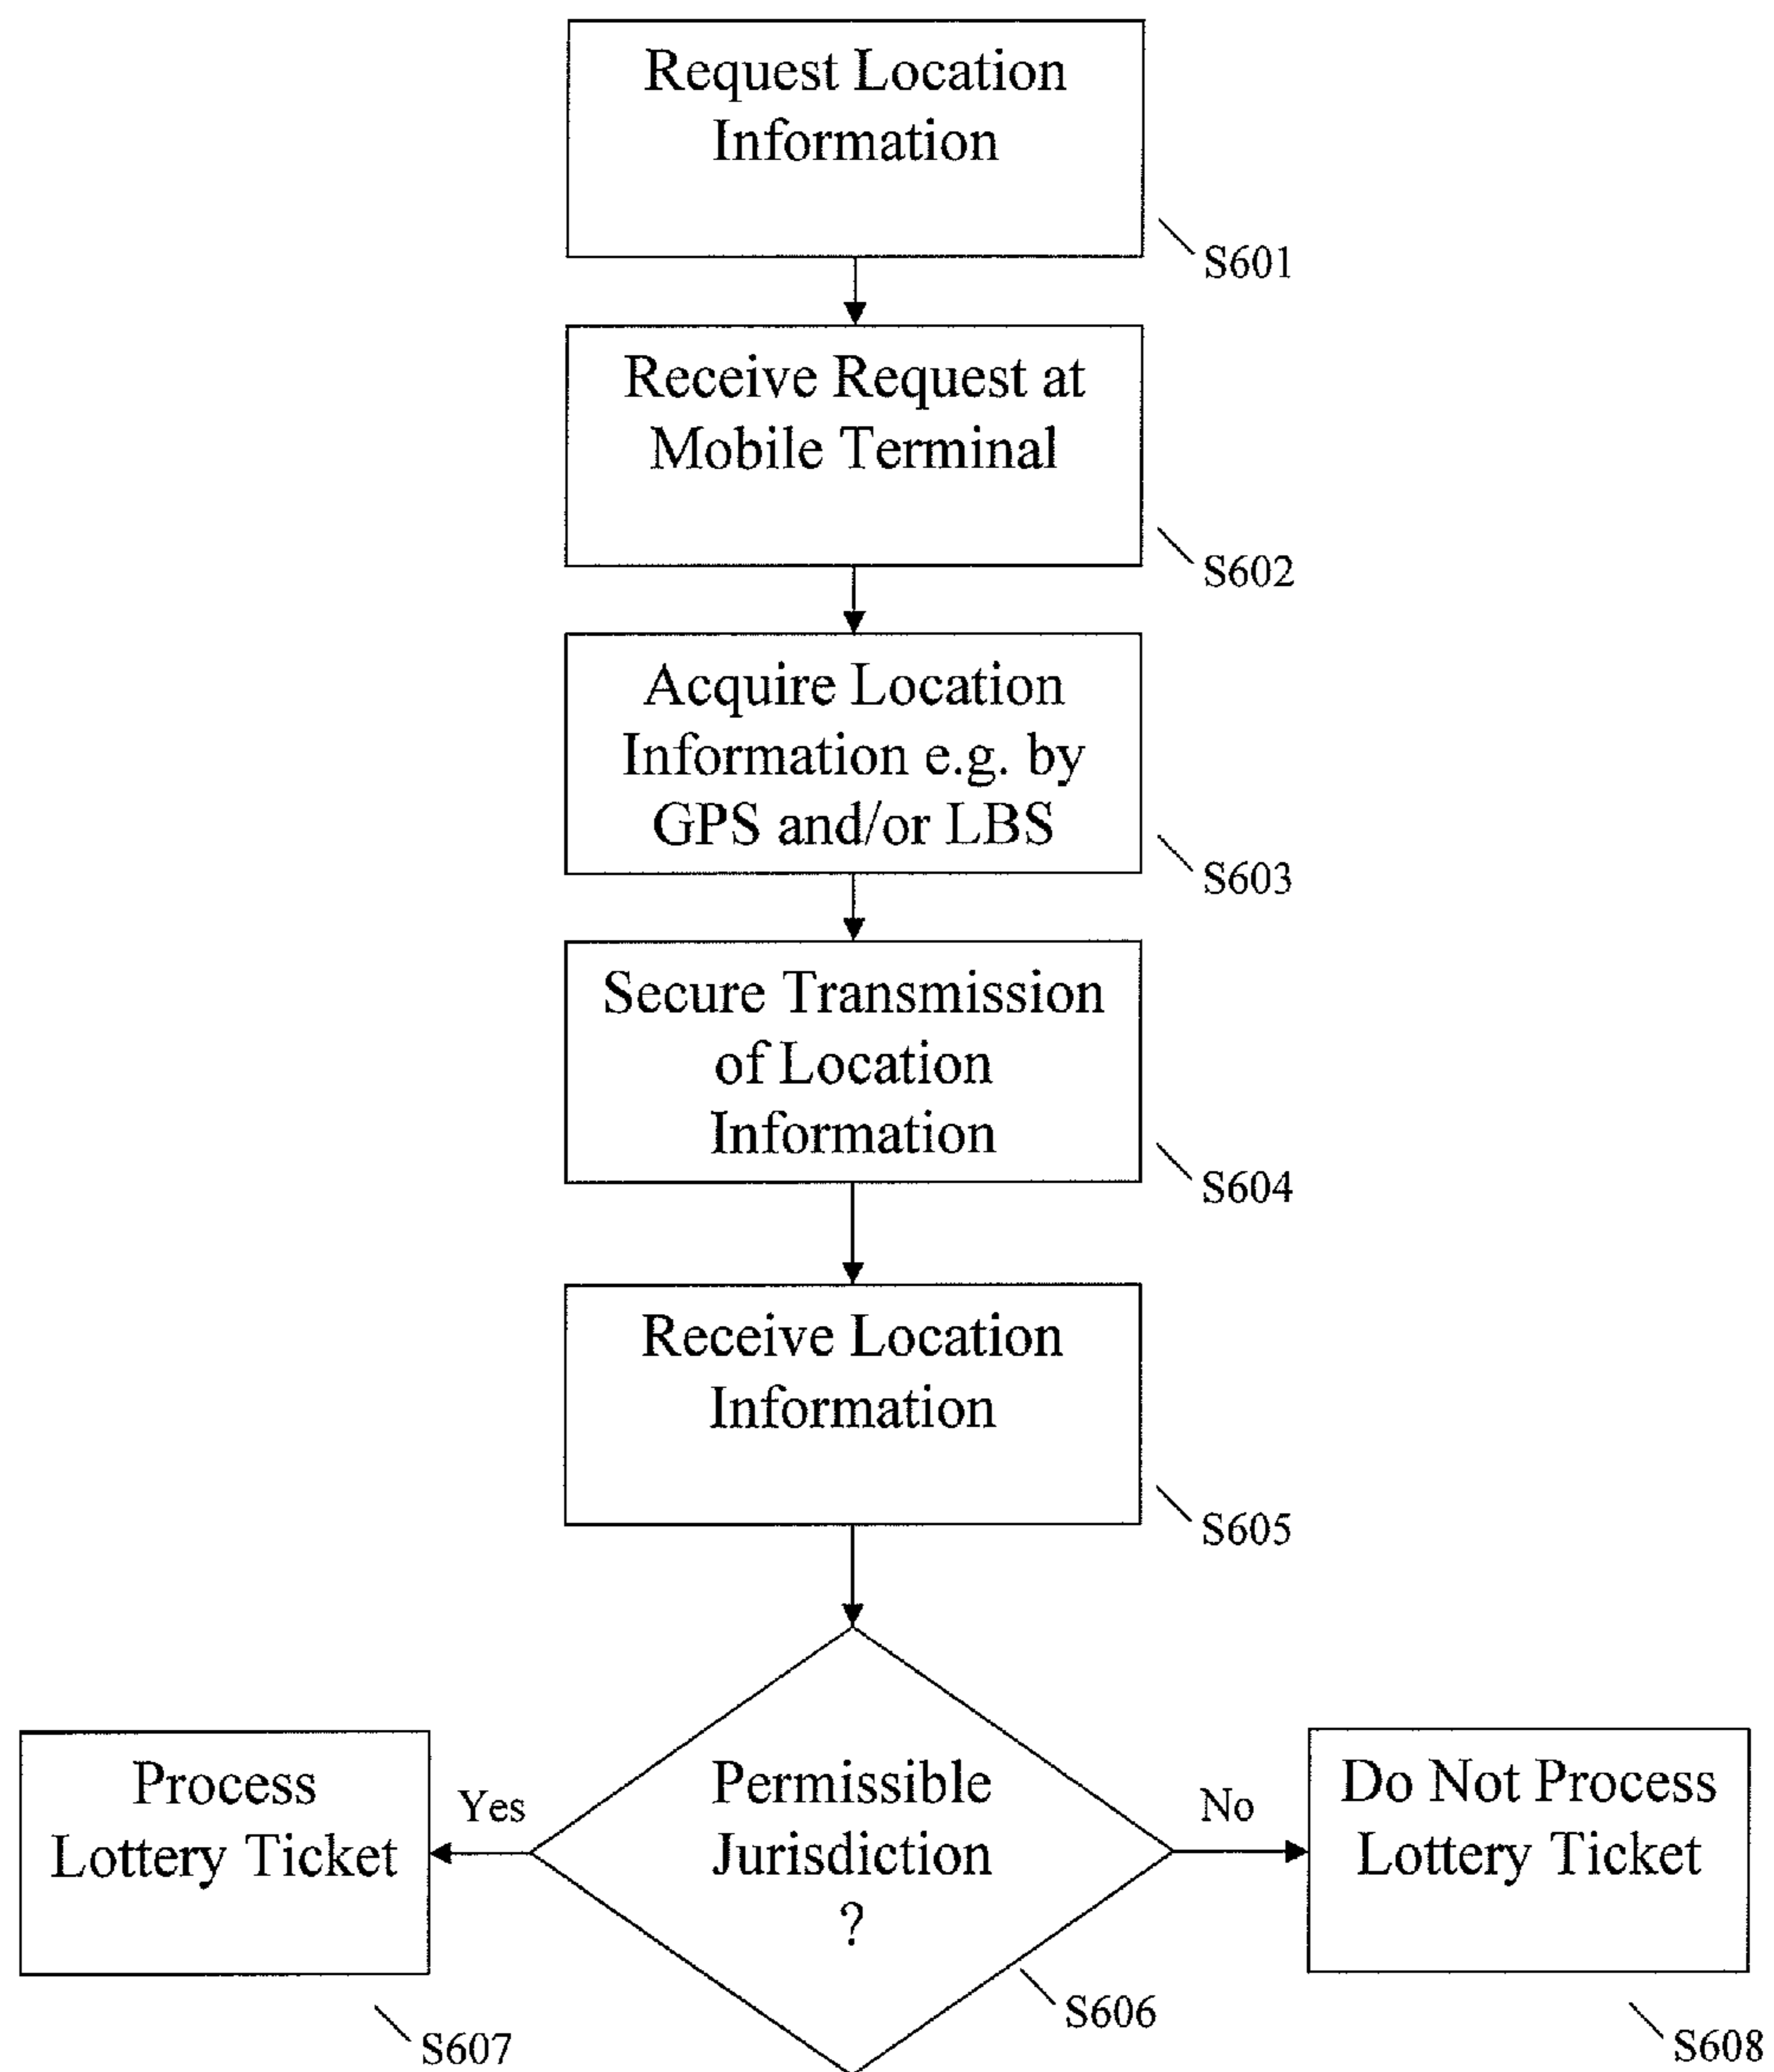 Request Location
Information
S601
Receive Request at
Mobile Terminal
S602
Acquire Location
Information e.g. by
GPS and/or LBS
S603
Secure Transmission
of Location
Information
S604
Receive Location
Information
S605
Permissible
Jurisdiction
?
S606
Yes
Process
Lottery Ticket
S607
No
Do Not Process
Lottery Ticket
S608